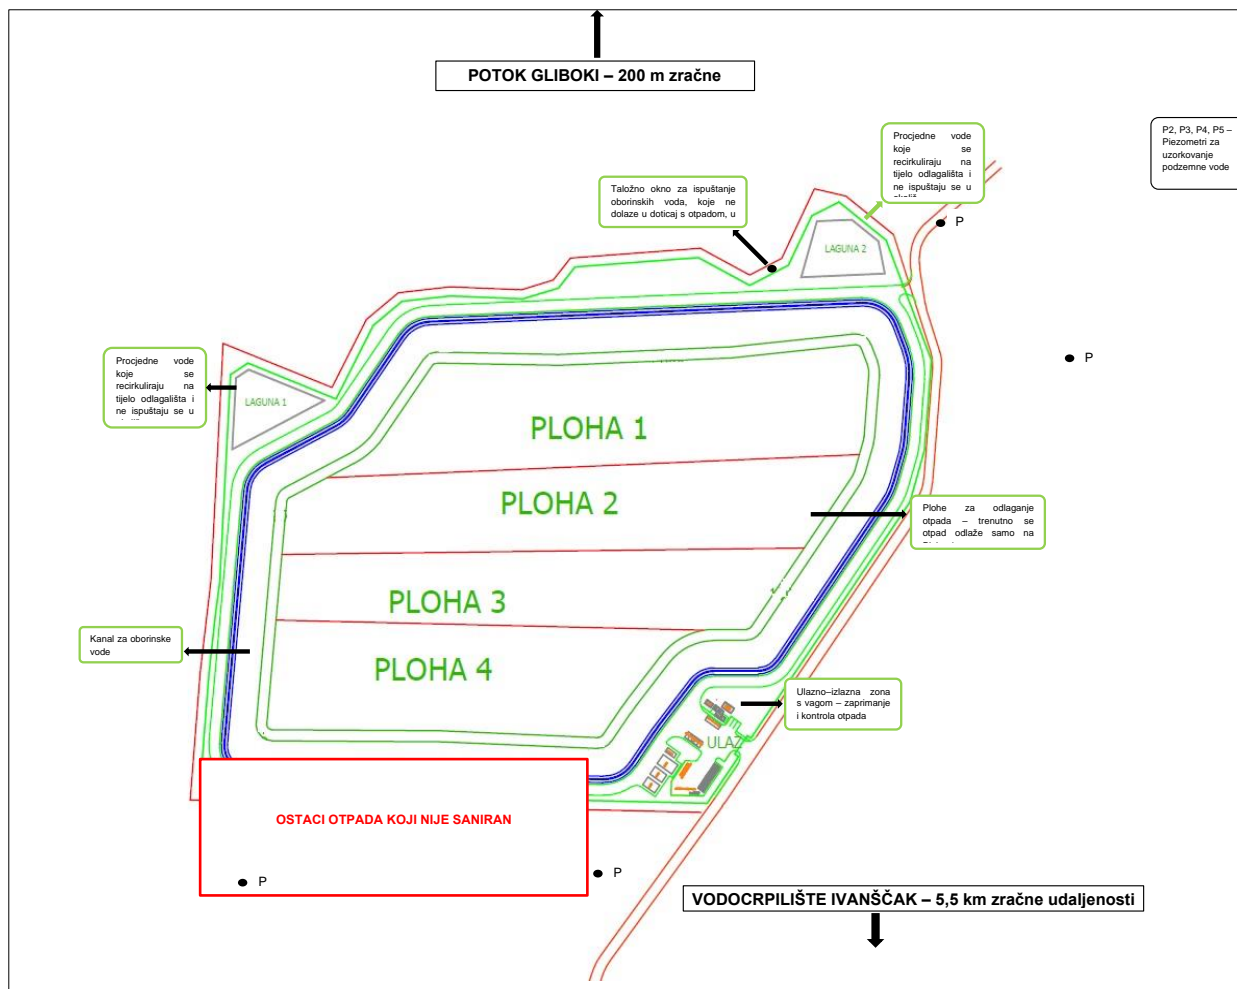 POTOK GLIBOKI – 200 m zračne
P2, P3, P4, P5 –
Piezometri za
uzorkovanje
podzemne vode
Procjedne vode
koje se
recirkuliraju na
tijelo odlagališta i
ne ispuštaju se u
Taložno okno za ispuštanje
oborinskih voda, koje ne
dolaze u doticaj s otpadom, u
P
LAGUNA 2
Procjedne vode
koje se
recirkuliraju na
tijelo odlagališta i
ne ispuštaju se u
P
LAGUNA 1
PLOHA 1
PLOHA 2
Plohe za odlaganje
otpada – trenutno se
otpad odlaže samo na
PLOHA 3
Kanal za oborinske
vode
PLOHA 4
Ulazno–izlazna zona
s vagom – zaprimanje
i kontrola otpada
ULAZ
OSTACI OTPADA KOJI NIJE SANIRAN
P
P
VODOCRPILIŠTE IVANŠČAK – 5,5 km zračne udaljenosti